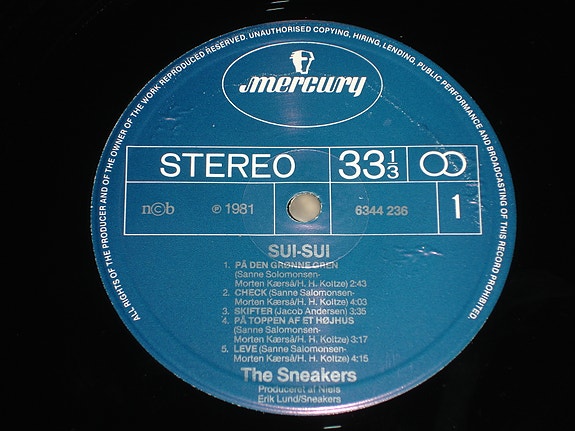 ALL RIGHTS OF THE PRODUCER AND OF THE OWNER OF THE WORK REPRODUCED RESERVED. UNAUTHORISED COPYING, HIRING, LENDING, PUBLIC PERFORMANCE AND BROADCASTING OF THIS RECORD PROHIBITED.
mercury
STEREO 33 1/3
n©b ℗ 1981 6344 236 1
SUI-SUI
1. PÅ DEN GRØNNE GREN
(Sanne Solomonsen-
Morten Kærså/H. H. Koltze) 2:43
2. CHECK (Sanne Salomonsen-
Morten Kærså/H. H. Koltze) 4:03
3. SKIFTER (Jacob Andersen) 3:35
4. PÅ TOPPEN AF ET HØJHUS
(Sanne Salomonsen-
Morten Kærså/H. H. Koltze) 3:17
5. LEVE (Sanne Salomonsen-
Morten Kærså/H. H. Koltze) 4:15
The Sneakers
Produceret af Niels
Erik Lund/Sneakers